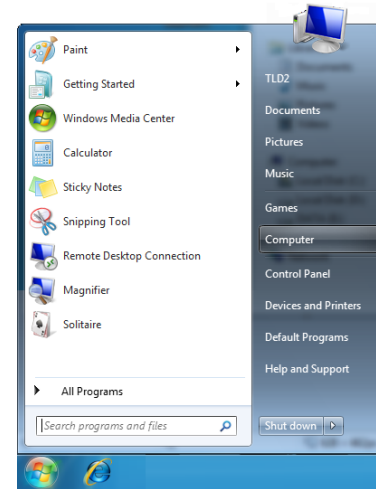 Paint
Getting Started
Windows Media Center
Calculator
Sticky Notes
Snipping Tool
Remote Desktop Connection
Magnifier
Solitaire
All Programs
Search programs and files
TLD2
Documents
Pictures
Music
Games
Computer
Control Panel
Devices and Printers
Default Programs
Help and Support
Shut down